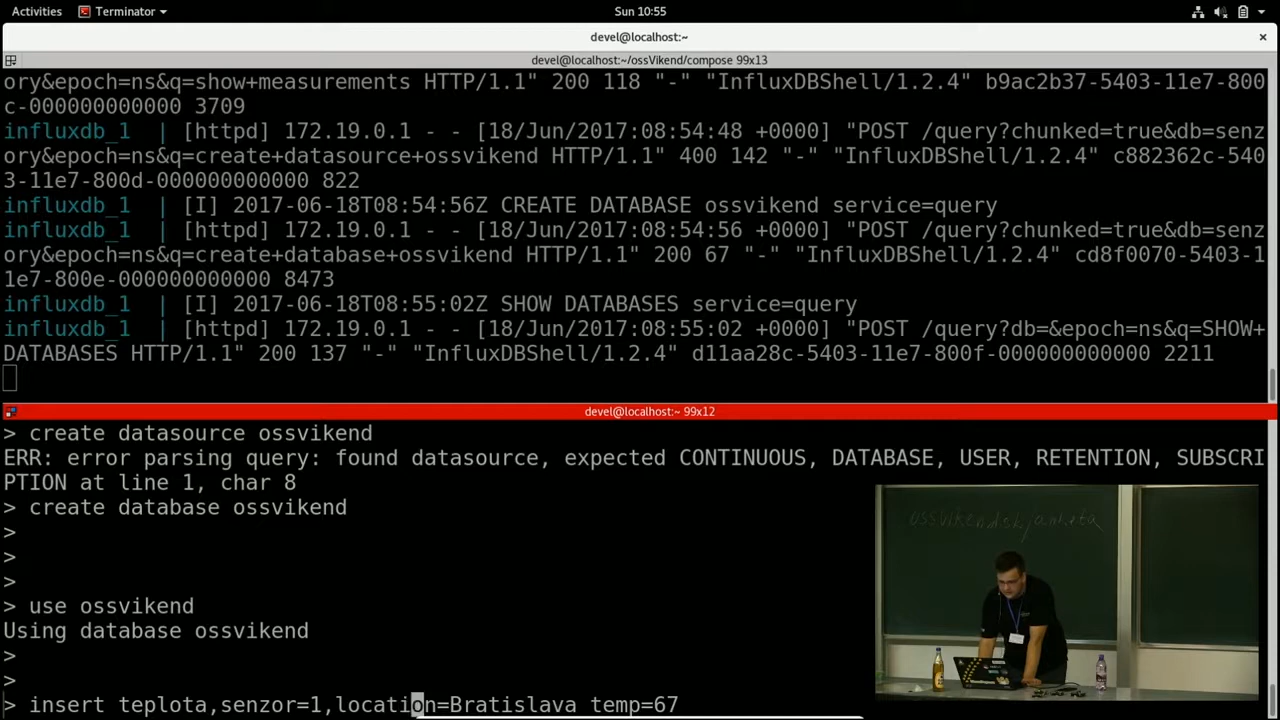 Activities Terminator Sun 10:55
devel@localhost:~
devel@localhost:~/ossVikend/compose 99x13
ory&epoch=ns&q=show+measurements HTTP/1.1" 200 118 "-" "InfluxDBShell/1.2.4" b9ac2b37-5403-11e7-800
c-000000000000 3709
influxdb_1 | [httpd] 172.19.0.1 - - [18/Jun/2017:08:54:48 +0000] "POST /query?chunked=true&db=senz
ory&epoch=ns&q=create+datasource+ossvikend HTTP/1.1" 400 142 "-" "InfluxDBShell/1.2.4" c882362c-540
3-11e7-800d-000000000000 822
influxdb_1 | [I] 2017-06-18T08:54:56Z CREATE DATABASE ossvikend service=query
influxdb_1 | [httpd] 172.19.0.1 - - [18/Jun/2017:08:54:56 +0000] "POST /query?chunked=true&db=senz
ory&epoch=ns&q=create+database+ossvikend HTTP/1.1" 200 67 "-" "InfluxDBShell/1.2.4" cd8f0070-5403-1
1e7-800e-000000000000 8473
influxdb_1 | [I] 2017-06-18T08:55:02Z SHOW DATABASES service=query
influxdb_1 | [httpd] 172.19.0.1 - - [18/Jun/2017:08:55:02 +0000] "POST /query?db=&epoch=ns&q=SHOW+
DATABASES HTTP/1.1" 200 137 "-" "InfluxDBShell/1.2.4" d11aa28c-5403-11e7-800f-000000000000 2211
devel@localhost:~ 99x12
> create datasource ossvikend
ERR: error parsing query: found datasource, expected CONTINUOUS, DATABASE, USER, RETENTION, SUBSCRI
PTION at line 1, char 8
> create database ossvikend
>
>
>
> use ossvikend
Using database ossvikend
>
>
> insert teplota,senzor=1,location=Bratislava temp=67